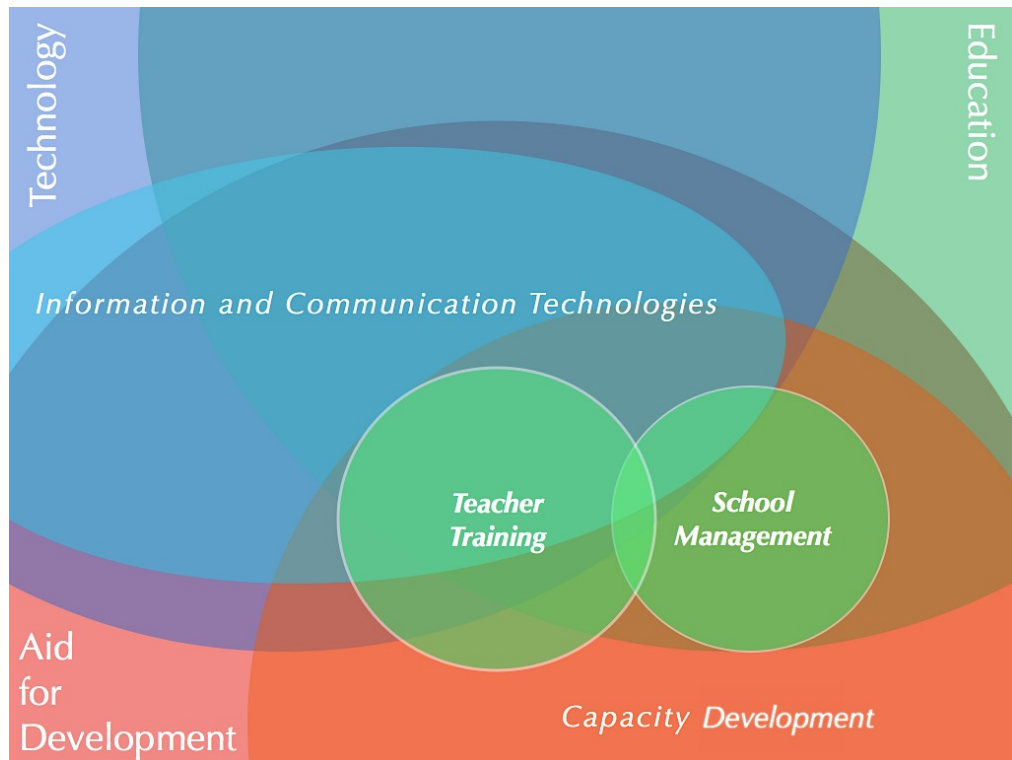 Technology
Education
Information and Communication Technologies
Teacher
Training
School
Management
Aid
for
Development
Capacity Development